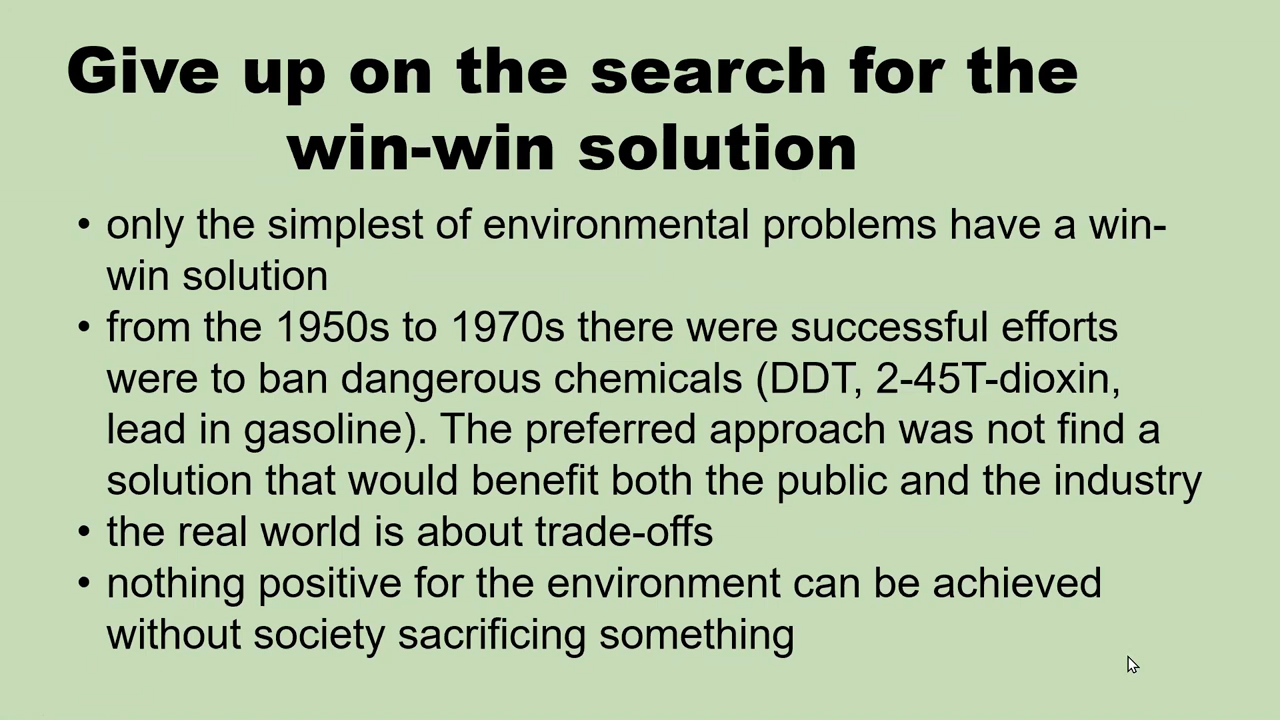 Give up on the search for the
win-win solution
• only the simplest of environmental problems have a win-
win solution
• from the 1950s to 1970s there were successful efforts
were to ban dangerous chemicals (DDT, 2-45T-dioxin,
lead in gasoline). The preferred approach was not find a
solution that would benefit both the public and the industry
• the real world is about trade-offs
• nothing positive for the environment can be achieved
without society sacrificing something